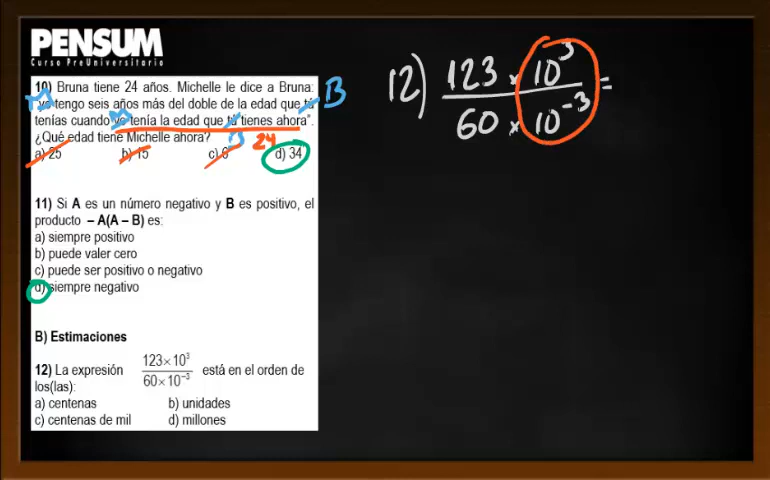 PENSUM
Curso PreUniversitario
10) Bruna tiene 24 años. Michelle le dice a Bruna:
"yo tengo seis años más del doble de la edad que tú
tenías cuando yo tenía la edad que tú tienes ahora".
¿Qué edad tiene Michelle ahora?
24
a) 25 b) 15 c) 6 d) 34
B
11) Si A es un número negativo y B es positivo, el
producto – A(A – B) es:
a) siempre positivo
b) puede valer cero
c) puede ser positivo o negativo
d) siempre negativo
B) Estimaciones
12) La expresión 123×10³ / 60×10⁻³ está en el orden de
los(las):
a) centenas b) unidades
c) centenas de mil d) millones
12) 123 × 10³ =
60 × 10⁻³